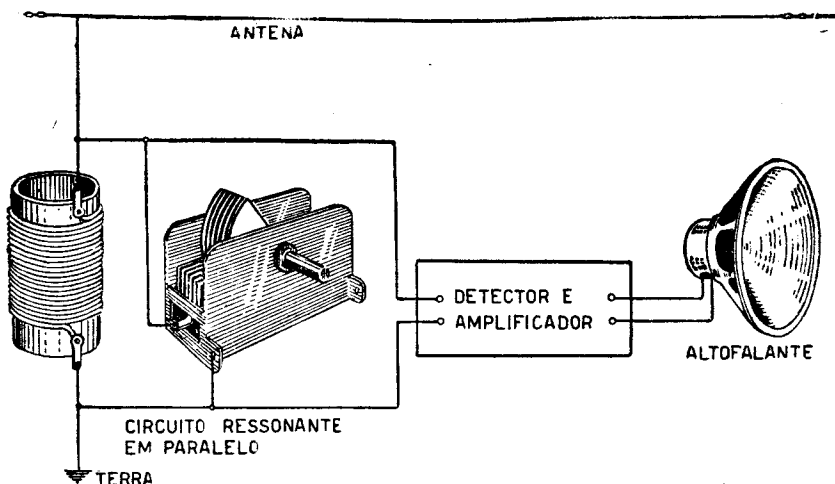 ANTENA
DETECTOR E
AMPLIFICADOR
ALTOFALANTE
CIRCUITO RESSONANTE
EM PARALELO
TERRA